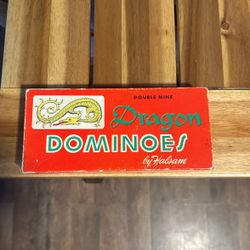 DOUBLE NINE
Dragon
DOMINOES
by Halsam